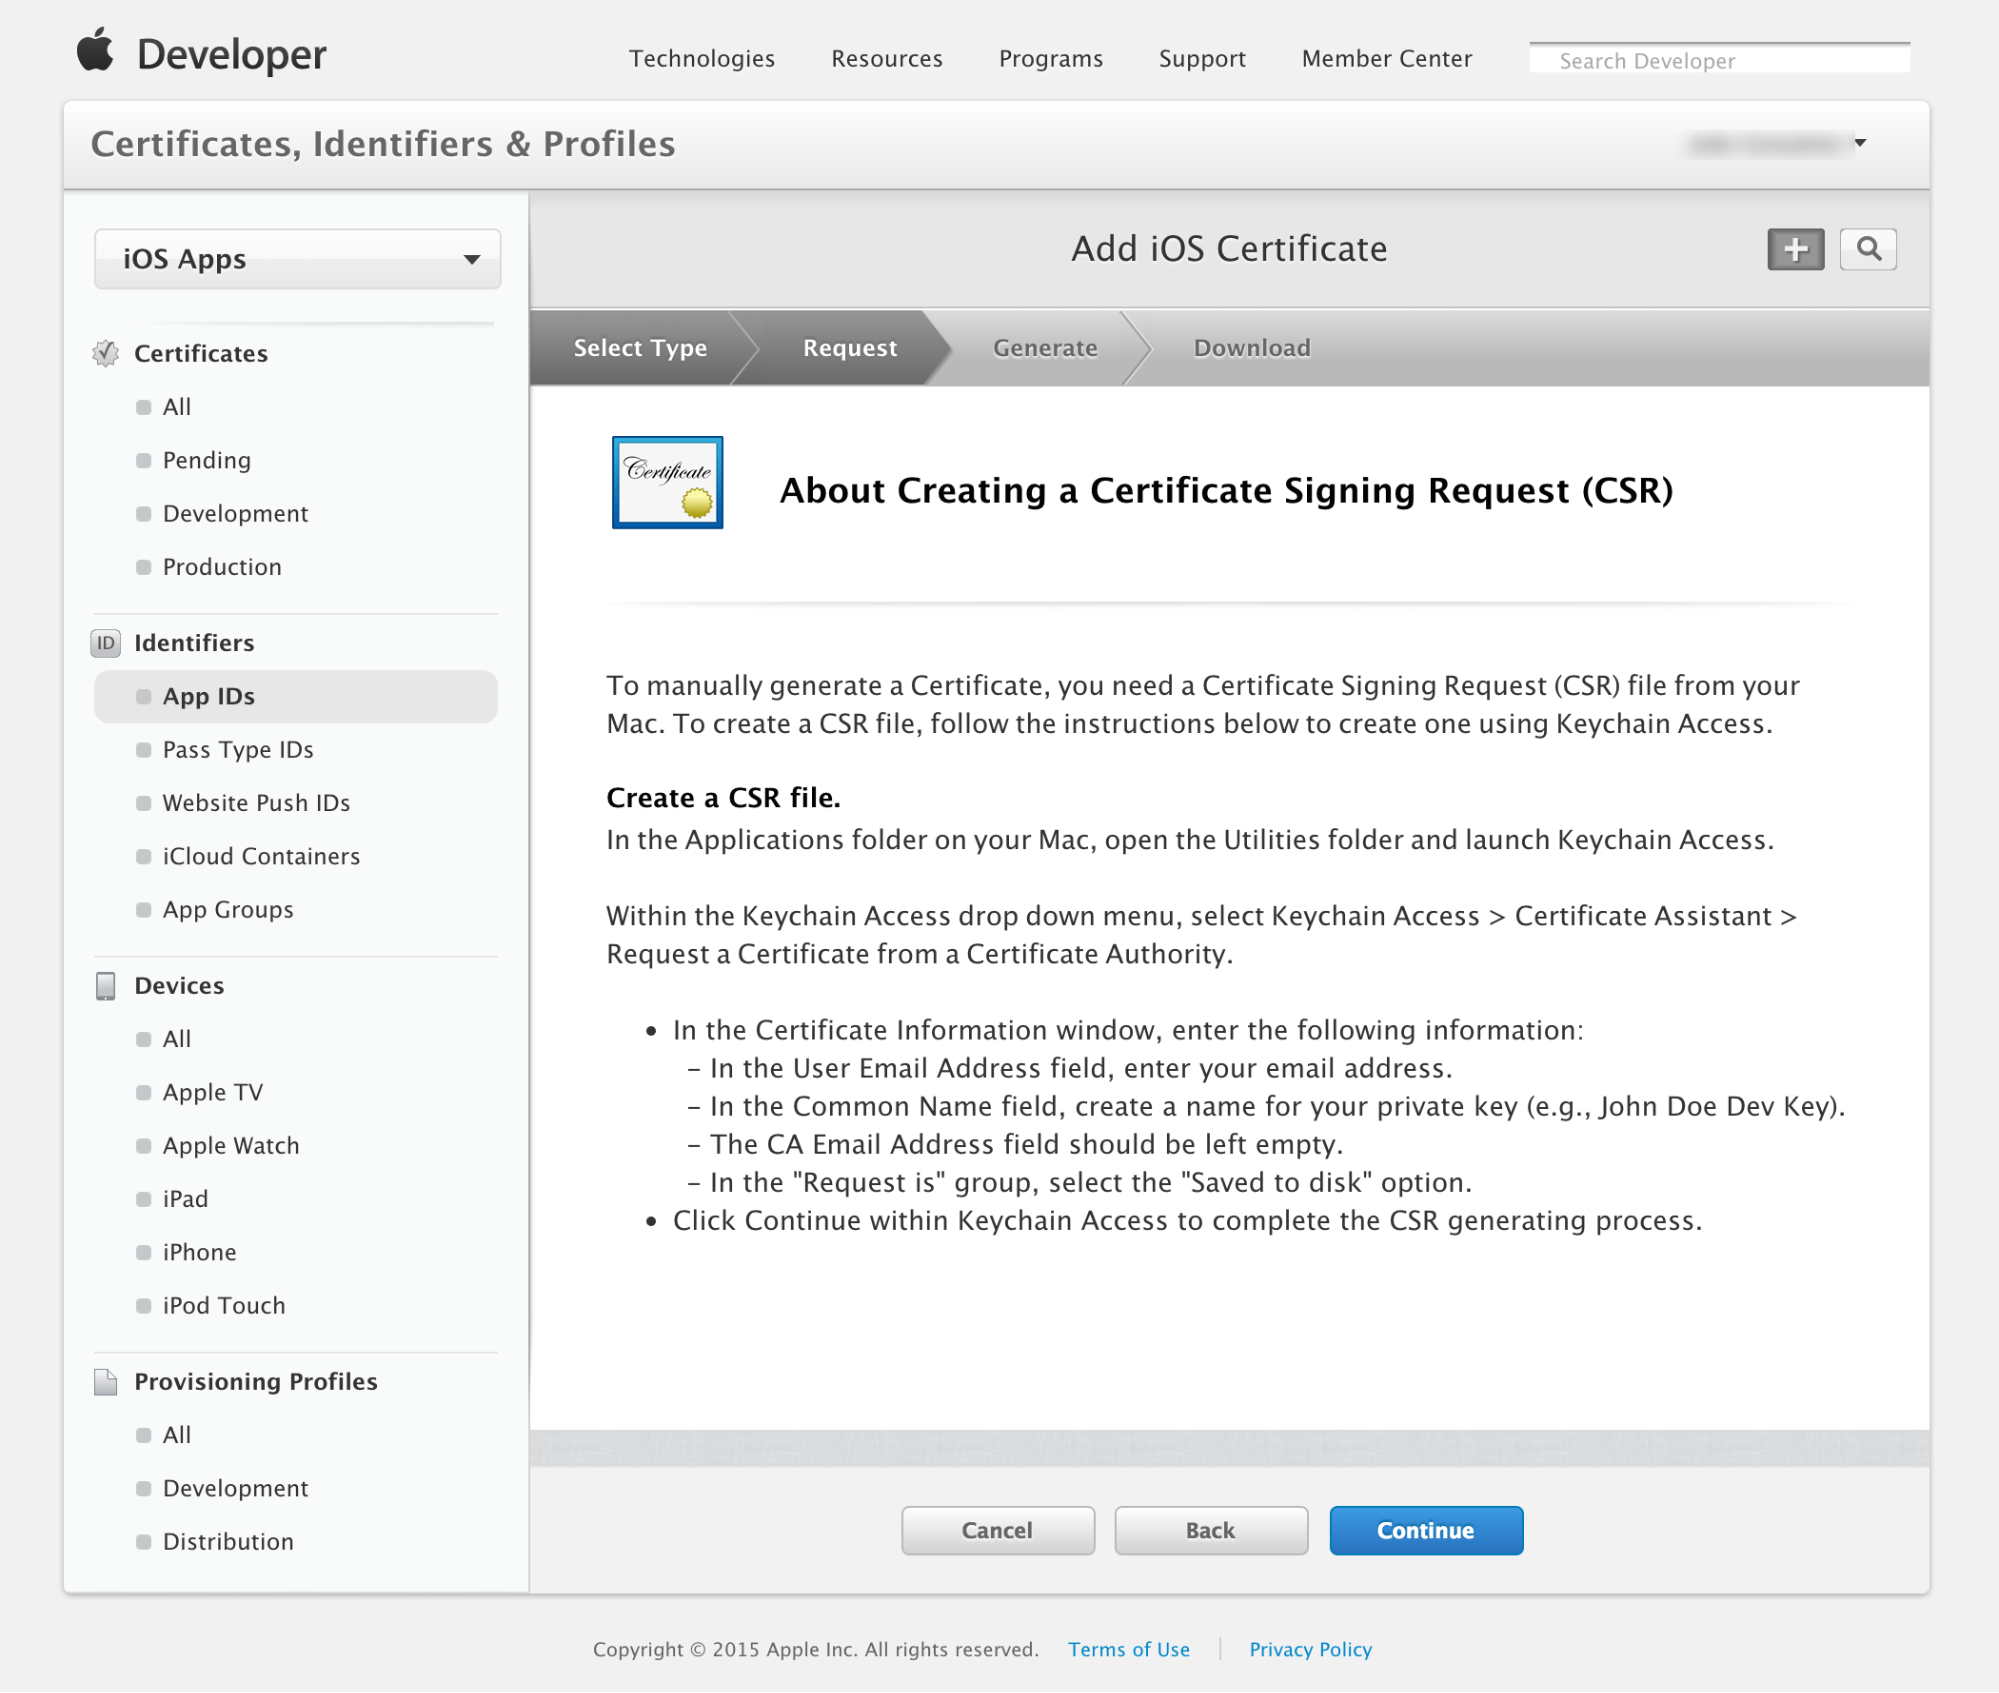 Developer
Technologies
Resources
Programs
Support
Member Center
Search Developer
Certificates, Identifiers & Profiles
iOS Apps
Certificates
All
Pending
Development
Production
ID Identifiers
App IDs
Pass Type IDs
Website Push IDs
iCloud Containers
App Groups
Devices
All
Apple TV
Apple Watch
iPad
iPhone
iPod Touch
Provisioning Profiles
All
Development
Distribution
Add iOS Certificate
Select Type
Request
Generate
Download
Certificate
About Creating a Certificate Signing Request (CSR)
To manually generate a Certificate, you need a Certificate Signing Request (CSR) file from your
Mac. To create a CSR file, follow the instructions below to create one using Keychain Access.
Create a CSR file.
In the Applications folder on your Mac, open the Utilities folder and launch Keychain Access.
Within the Keychain Access drop down menu, select Keychain Access > Certificate Assistant >
Request a Certificate from a Certificate Authority.
• In the Certificate Information window, enter the following information:
– In the User Email Address field, enter your email address.
– In the Common Name field, create a name for your private key (e.g., John Doe Dev Key).
– The CA Email Address field should be left empty.
– In the "Request is" group, select the "Saved to disk" option.
• Click Continue within Keychain Access to complete the CSR generating process.
Cancel
Back
Continue
Copyright © 2015 Apple Inc. All rights reserved.
Terms of Use
Privacy Policy